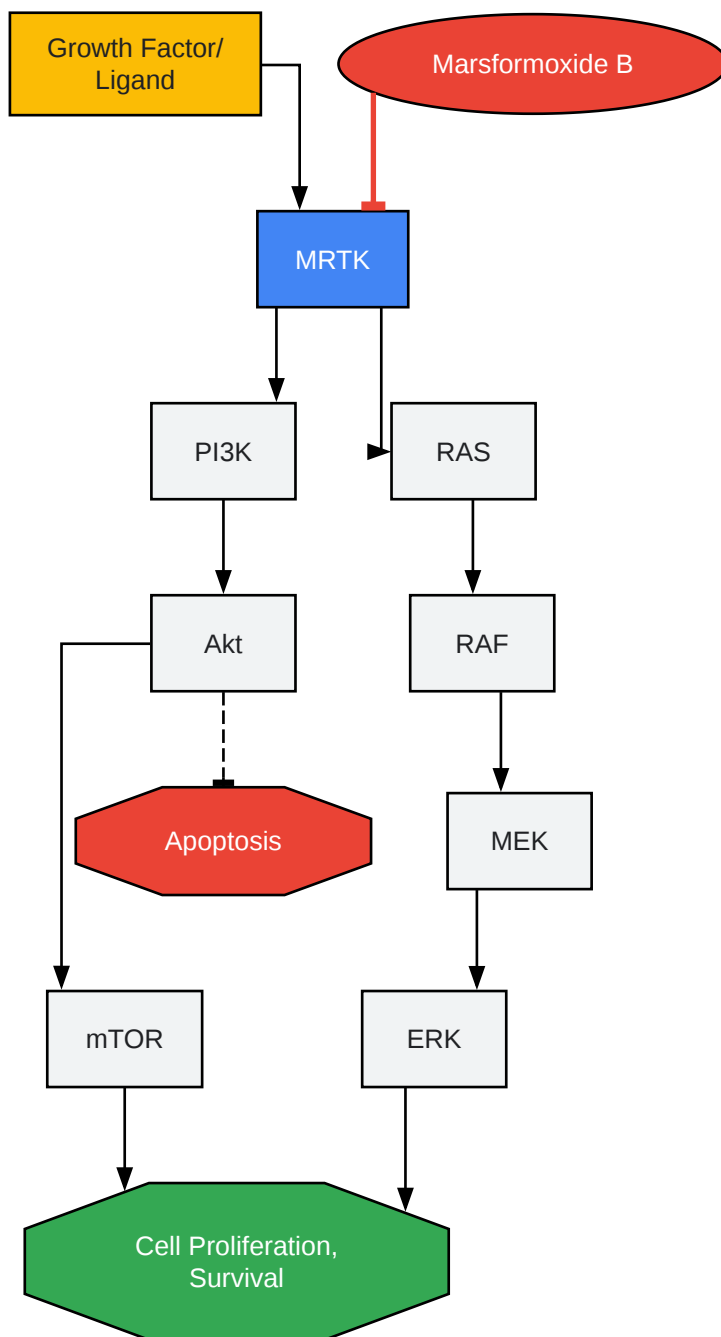 Growth Factor/
Ligand
Marsformoxide B
MRTK
PI3K
RAS
Akt
RAF
Apoptosis
MEK
mTOR
ERK
Cell Proliferation,
Survival